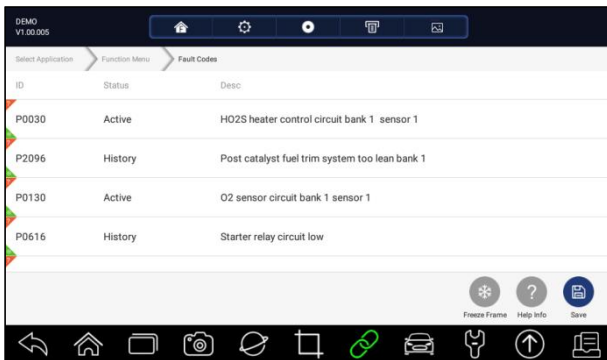 DEMO
V1.00.005
Select Application Function Menu Fault Codes
ID Status Desc
P0030 Active HO2S heater control circuit bank 1 sensor 1
P2096 History Post catalyst fuel trim system too lean bank 1
P0130 Active O2 sensor circuit bank 1 sensor 1
P0616 History Starter relay circuit low
Freeze Frame Help Info Save